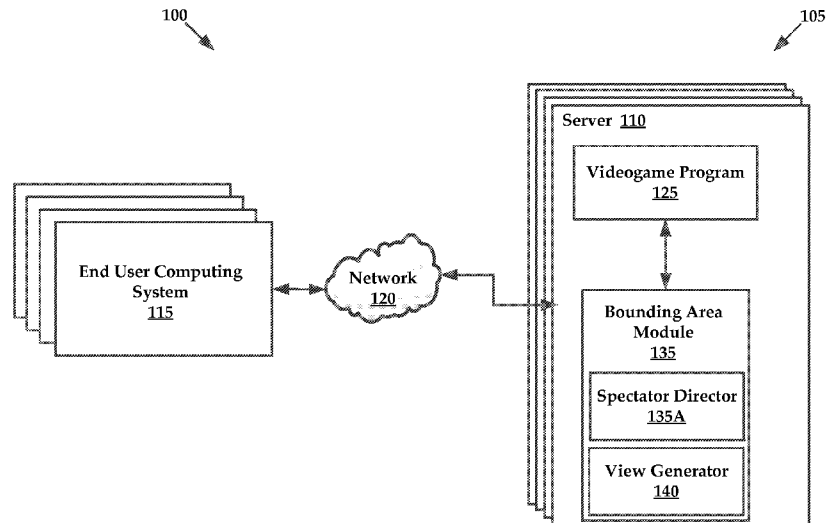 100
105
Server 110
Videogame Program
125
End User Computing
System
115
Network
120
Bounding Area
Module
135
Spectator Director
135A
View Generator
140